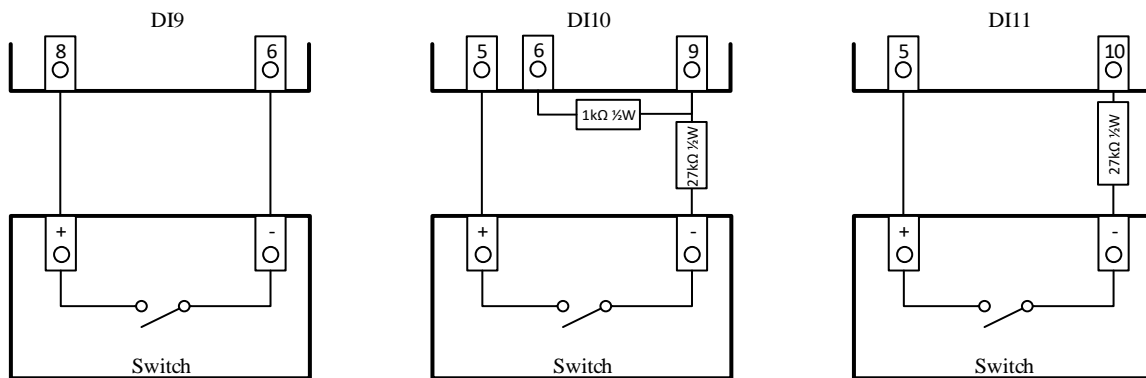 DI9
8
6
+
-
Switch
DI10
5
6
9
1kΩ ½W
27kΩ ½W
+
-
Switch
DI11
5
10
27kΩ ½W
+
-
Switch